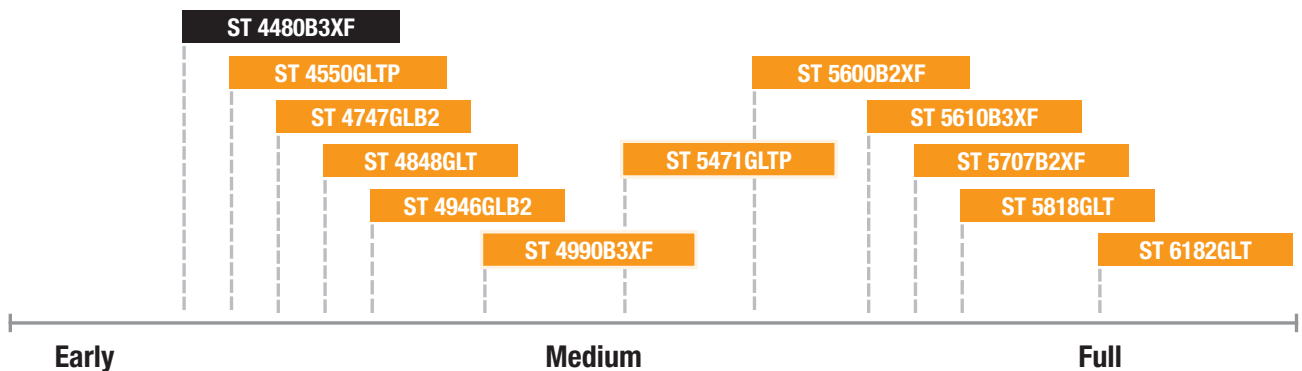 ST 4480B3XF
ST 4550GLTP
ST 5600B2XF
ST 4747GLB2
ST 5610B3XF
ST 4848GLT
ST 5471GLTP
ST 5707B2XF
ST 4946GLB2
ST 5818GLT
ST 4990B3XF
ST 6182GLT
Early
Medium
Full